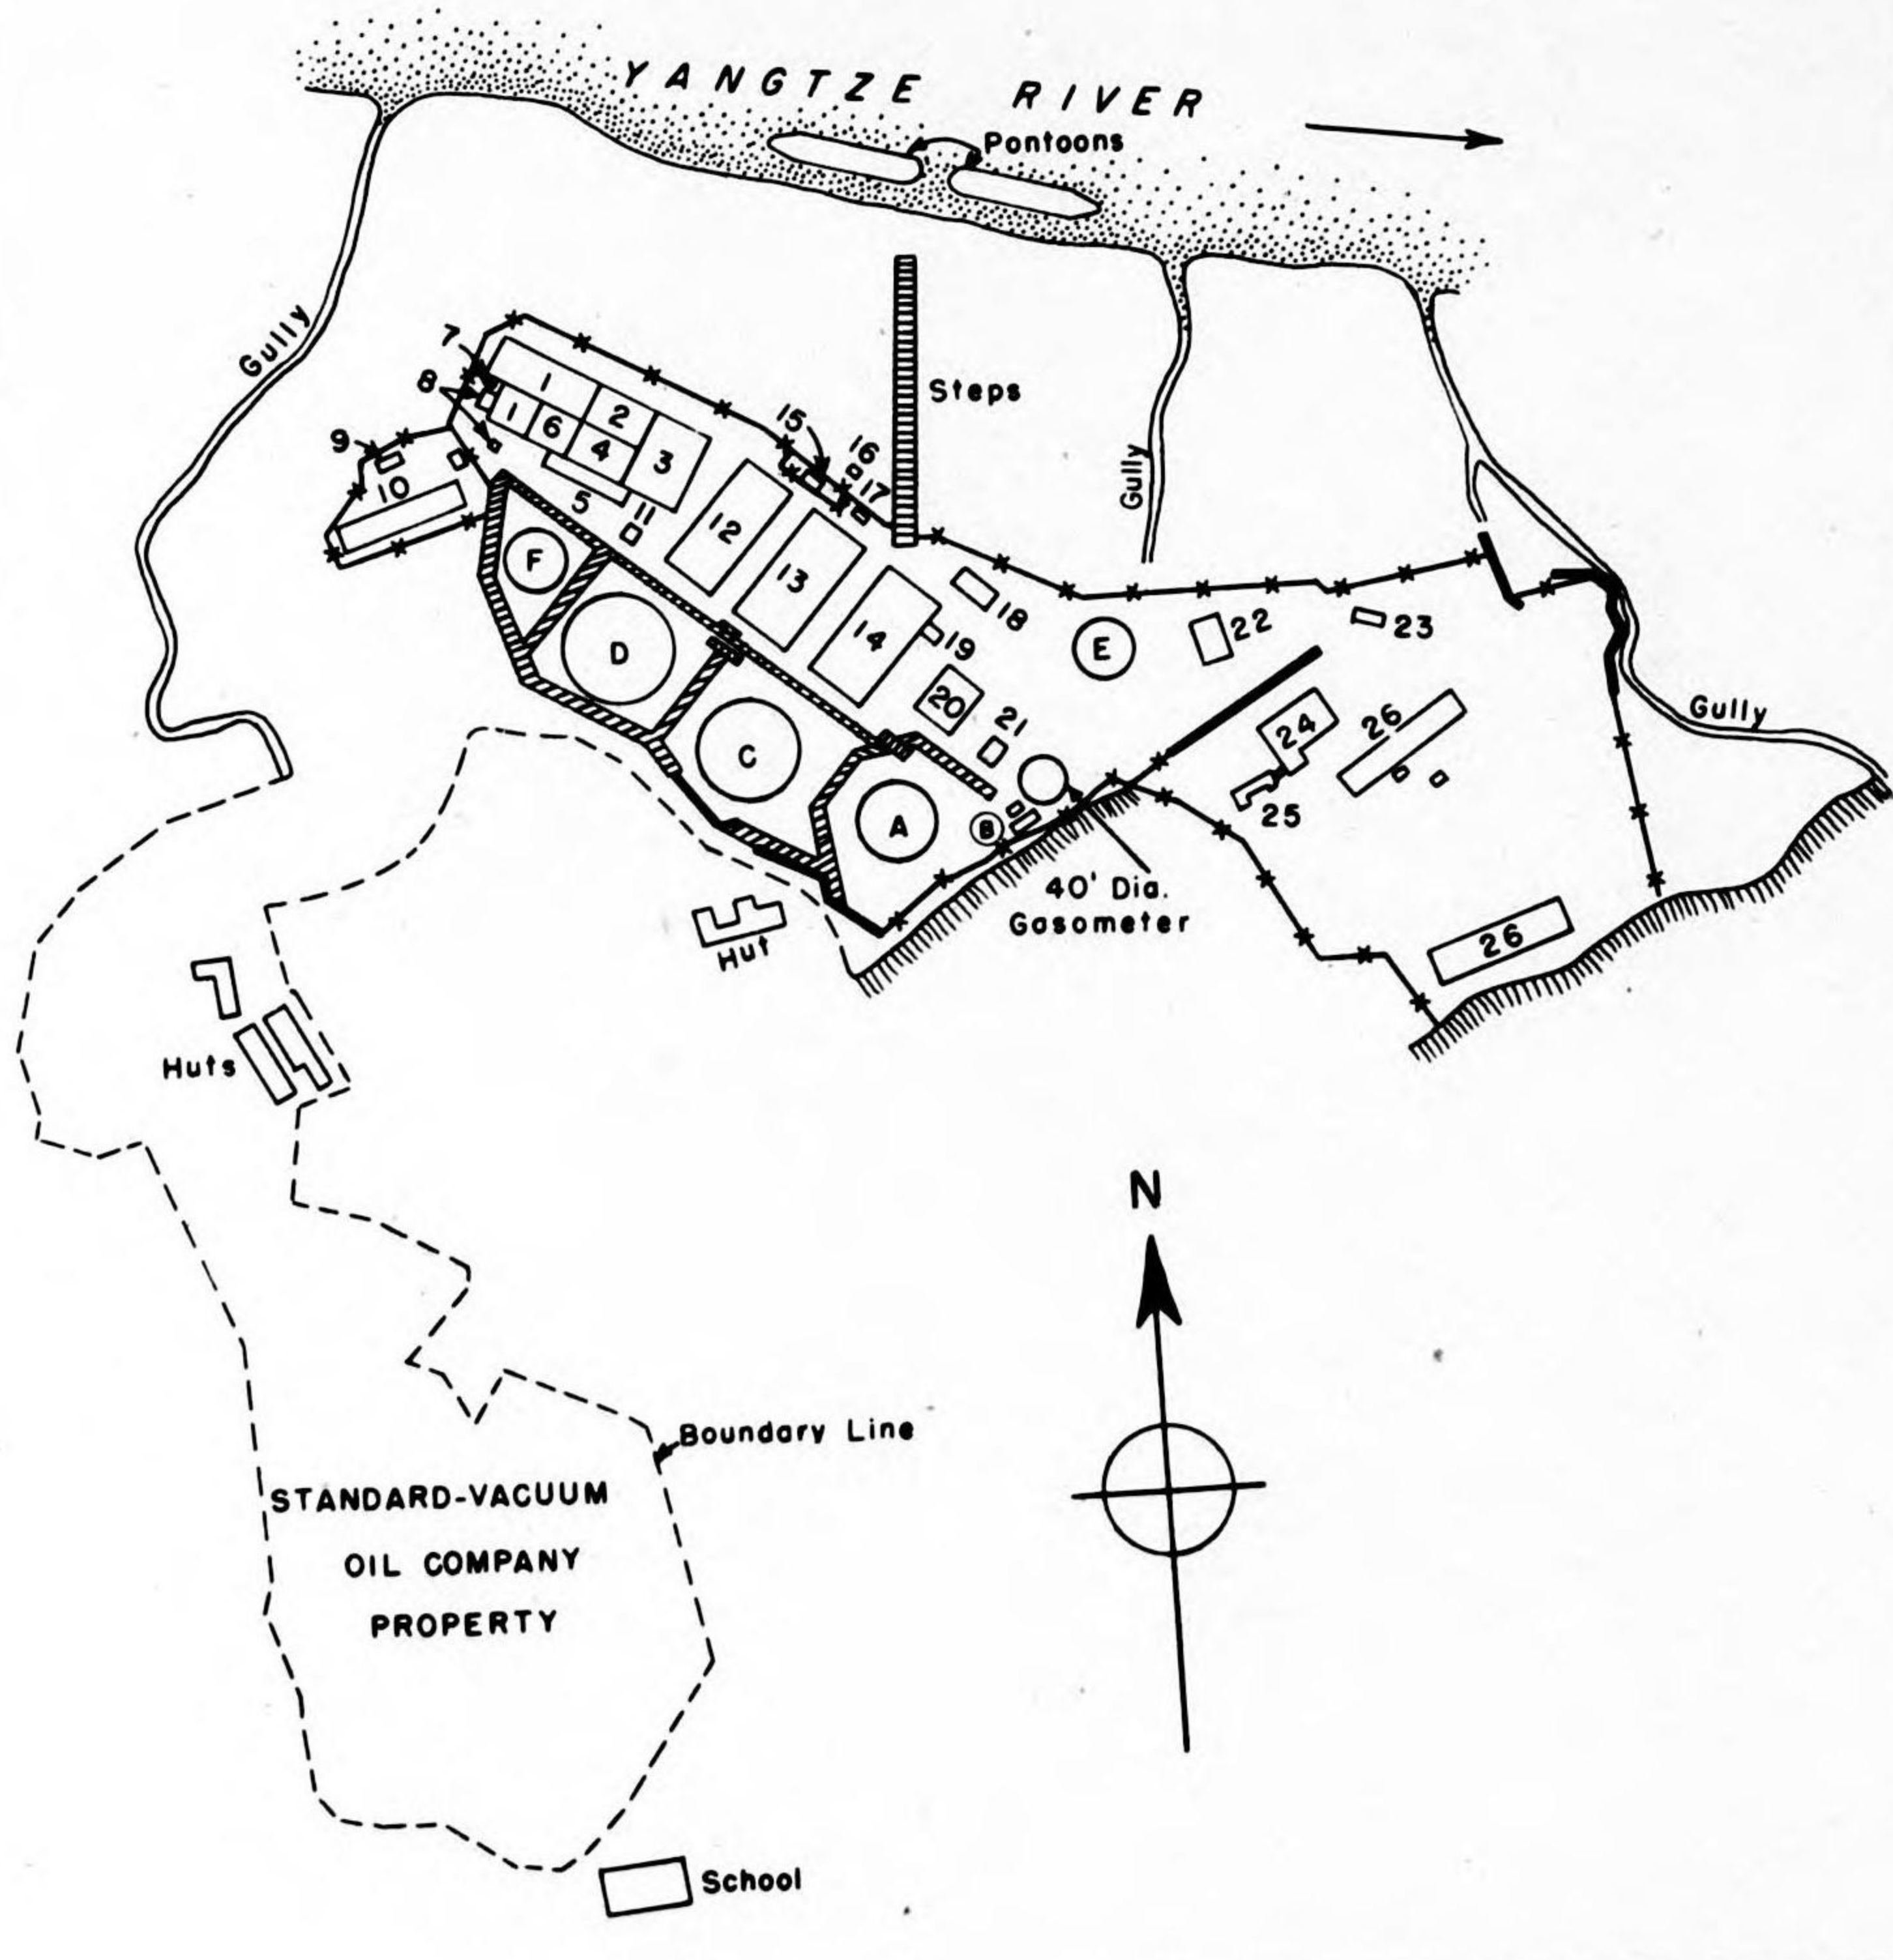 YANGTZE RIVER
Pontoons
Gully
Steps
Gully
Gully
7
8
9
10
1
2
1
6
4
3
5
11
15
16
17
12
13
14
18
19
20
21
22
23
24
25
26
26
F
D
C
A
B
E
40' Dia.
Gasometer
Hut
Huts
N
Boundary Line
STANDARD-VACUUM
OIL COMPANY
PROPERTY
School